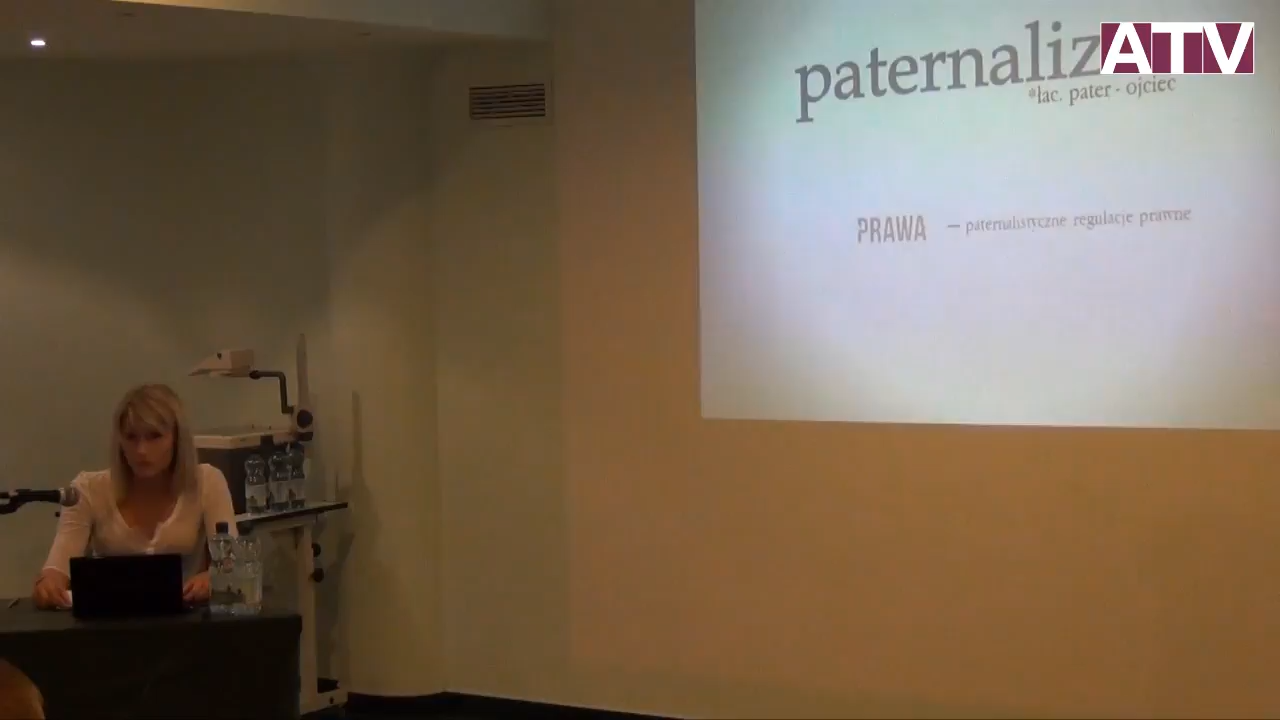 paternaliz
ATV
*łac. pater - ojciec
PRAWA – paternalistyczne regulacje prawne